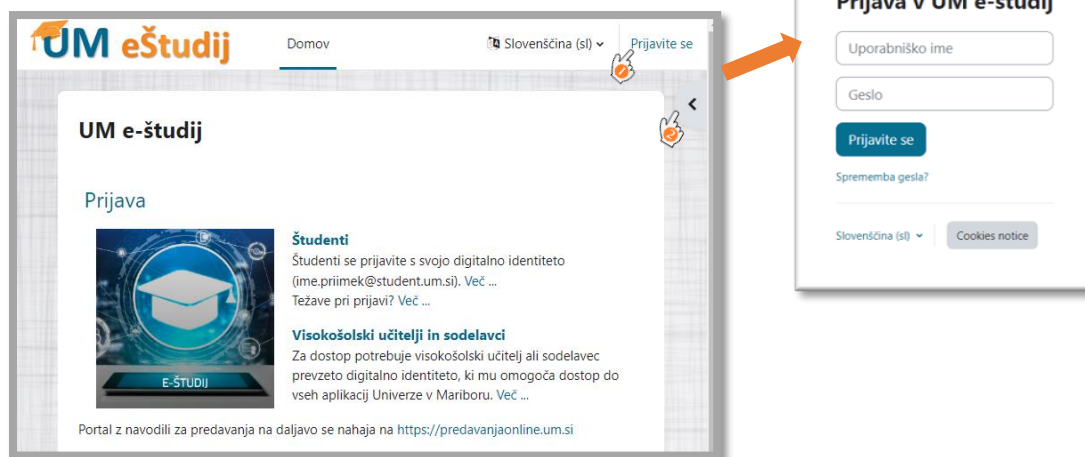 UM eŠtudij
Domov
Slovenščina (sl)
Prijavite se
1
2
UM e-študij
Prijava
E-ŠTUDIJ
Študenti
Študenti se prijavite s svojo digitalno identiteto
(ime.priimek@student.um.si). Več ...
Težave pri prijavi? Več ...
Visokošolski učitelji in sodelavci
Za dostop potrebuje visokošolski učitelj ali sodelavec
prevzeto digitalno identiteto, ki mu omogoča dostop do
vseh aplikacij Univerze v Mariboru. Več ...
Portal z navodili za predavanja na daljavo se nahaja na https://predavanjaonline.um.si
Prijava v UM e-študij
Uporabniško ime
Geslo
Prijavite se
Sprememba gesla?
Slovenščina (sl)
Cookies notice